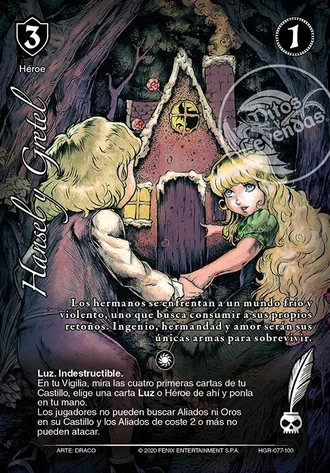 3
1
Héroe
Mitos
Leyendas
Hansel y Gretel
Los hermanos se enfrentan a un mundo frío y
violento, uno que busca consumir a sus propios
retoños. Ingenio, hermandad y amor serán sus
únicas armas para sobrevivir.
Luz. Indestructible.
En tu Vigilia, mira las cuatro primeras cartas de tu
Castillo, elige una carta Luz o Héroe de ahí y ponla
en tu mano.
Los jugadores no pueden buscar Aliados ni Oros
en su Castillo y los Aliados de coste 2 o más no
pueden atacar.
ARTE: DRACO
© 2020 FENIX ENTERTAINMENT S.P.A.
HGR-077-100